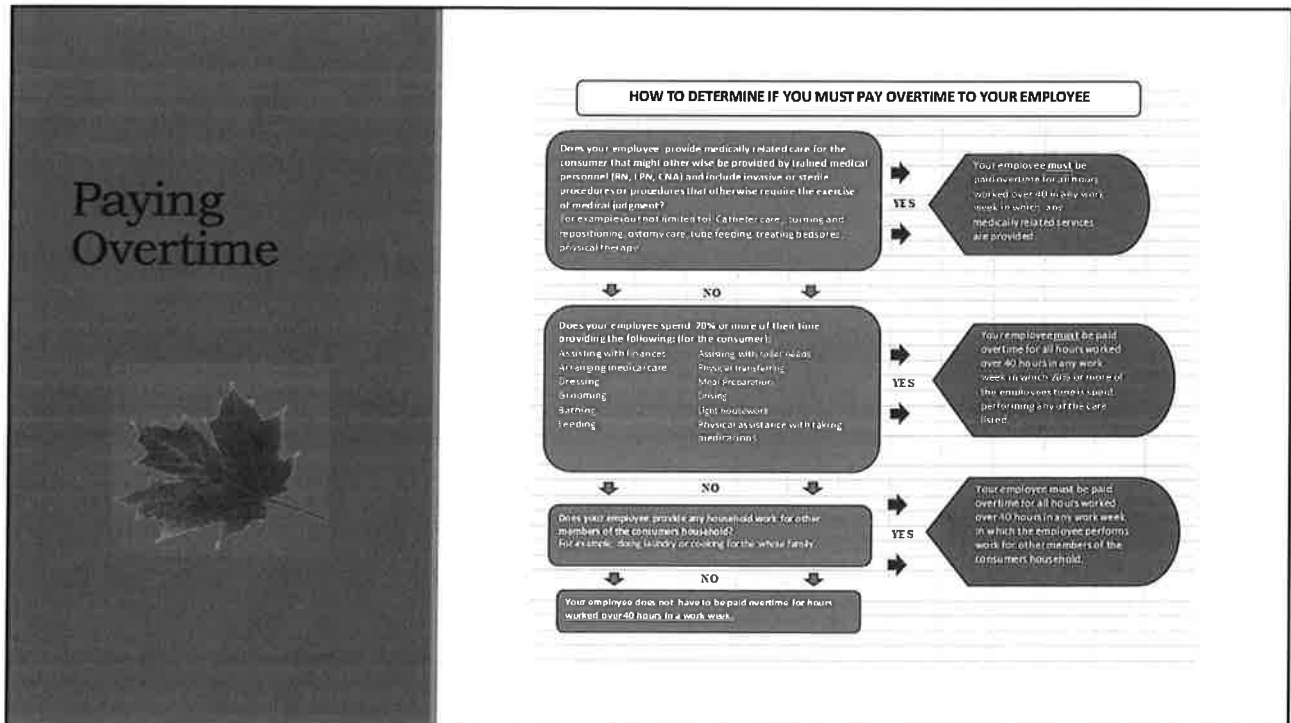 Paying
Overtime
HOW TO DETERMINE IF YOU MUST PAY OVERTIME TO YOUR EMPLOYEE
Does your employee provide medically related care for the
consumer that might other wise be provided by trained medical
personnel (RN, LPN, CNA) and include invasive or sterile
procedures or procedures that otherwise require the exercise
of medical judgment?
For example (but not limited to): Catheter care, turning and
repositioning, ostomy care, tube feeding, treating bedsores,
physical therapy
YES
Your employee must be
paid overtime for all hours
worked over 40 in any work
week in which any
medically related services
are provided.
NO
Does your employee spend 20% or more of their time
providing the following: (for the consumer)
Assisting with finances
Arranging medical care
Dressing
Grooming
Bathing
Feeding
Assisting with toilet needs
Physical transferring
Meal Preparation
Driving
Light housework
Physical assistance with taking
medications
YES
Your employee must be paid
overtime for all hours worked
over 40 hours in any work
week in which 20% or more of
the employees time is spent
performing any of the care
listed.
NO
Does your employee provide any household work for other
members of the consumers household?
For example, doing laundry or cooking for the whole family
YES
Your employee must be paid
overtime for all hours worked
over 40 hours in any work week
in which the employee performs
work for other members of the
consumers household.
NO
Your employee does not have to be paid overtime for hours
worked over 40 hours in a work week.